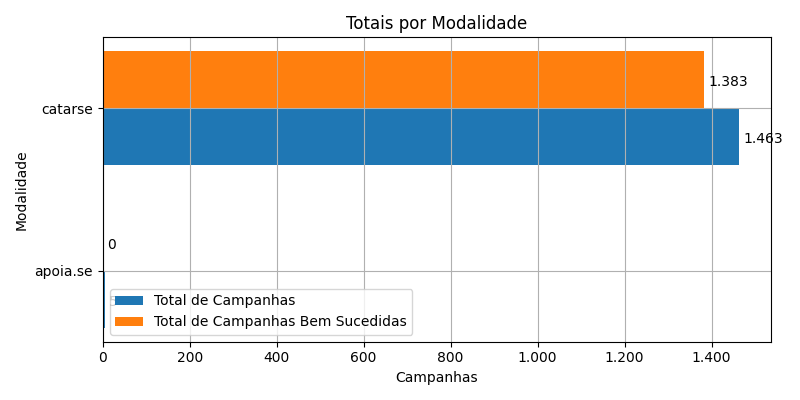 Totais por Modalidade
catarse
1.383
1.463
Modalidade
0
apoia.se
Total de Campanhas
Total de Campanhas Bem Sucedidas
0 200 400 600 800 1.000 1.200 1.400
Campanhas